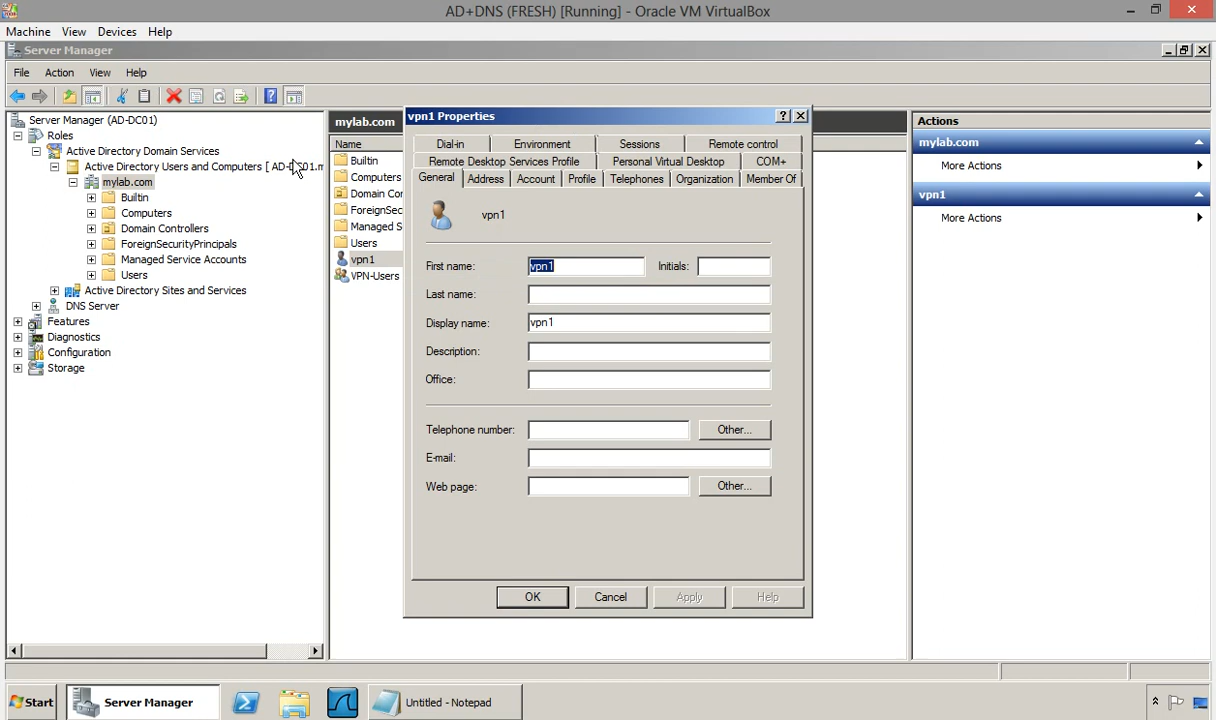 AD+DNS (FRESH) [Running] - Oracle VM VirtualBox
Machine View Devices Help
Server Manager
File Action View Help
Server Manager (AD-DC01)
Roles
Active Directory Domain Services
Active Directory Users and Computers [ AD-DC01.m
mylab.com
Builtin
Computers
Domain Controllers
ForeignSecurityPrincipals
Managed Service Accounts
Users
Active Directory Sites and Services
DNS Server
Features
Diagnostics
Configuration
Storage
mylab.com
Name
Builtin
Computers
Domain Cor
ForeignSec
Managed S
Users
vpn1
VPN-Users
vpn1 Properties
Dial-in Environment Sessions Remote control
Remote Desktop Services Profile Personal Virtual Desktop COM+
General Address Account Profile Telephones Organization Member Of
vpn1
First name: vpn1 Initials:
Last name:
Display name: vpn1
Description:
Office:
Telephone number: Other...
E-mail:
Web page: Other...
OK Cancel Apply Help
Actions
mylab.com
More Actions
vpn1
More Actions
Start Server Manager Untitled - Notepad